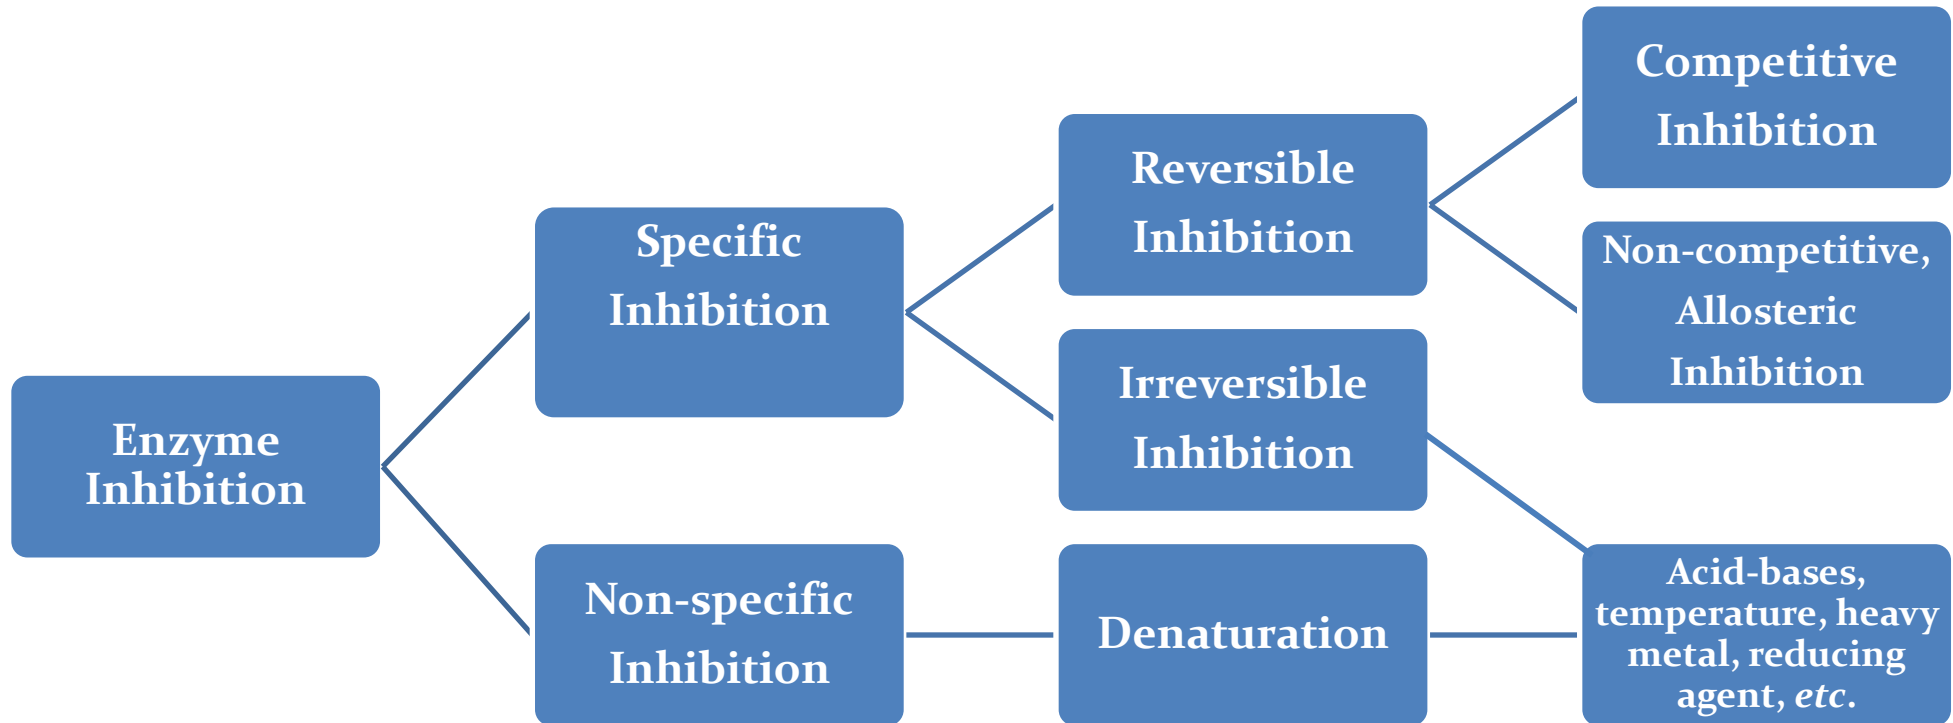 Enzyme
Inhibition
Specific
Inhibition
Non-specific
Inhibition
Reversible
Inhibition
Irreversible
Inhibition
Denaturation
Competitive
Inhibition
Non-competitive,
Allosteric
Inhibition
Acid-bases,
temperature, heavy
metal, reducing
agent, etc.